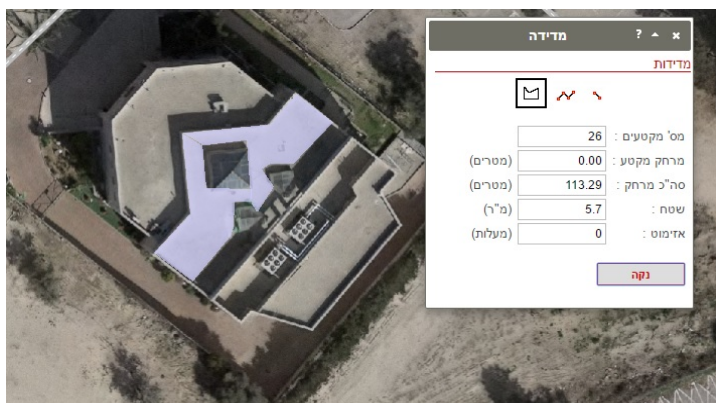 מדידה
מדידות
מס' מקטעים : 26
מרחק מקטע : 0.00 (מטרים)
סה"כ מרחק : 113.29 (מטרים)
שטח : 5.7 (מ"ר)
אזימוט : 0 (מעלות)
נקה